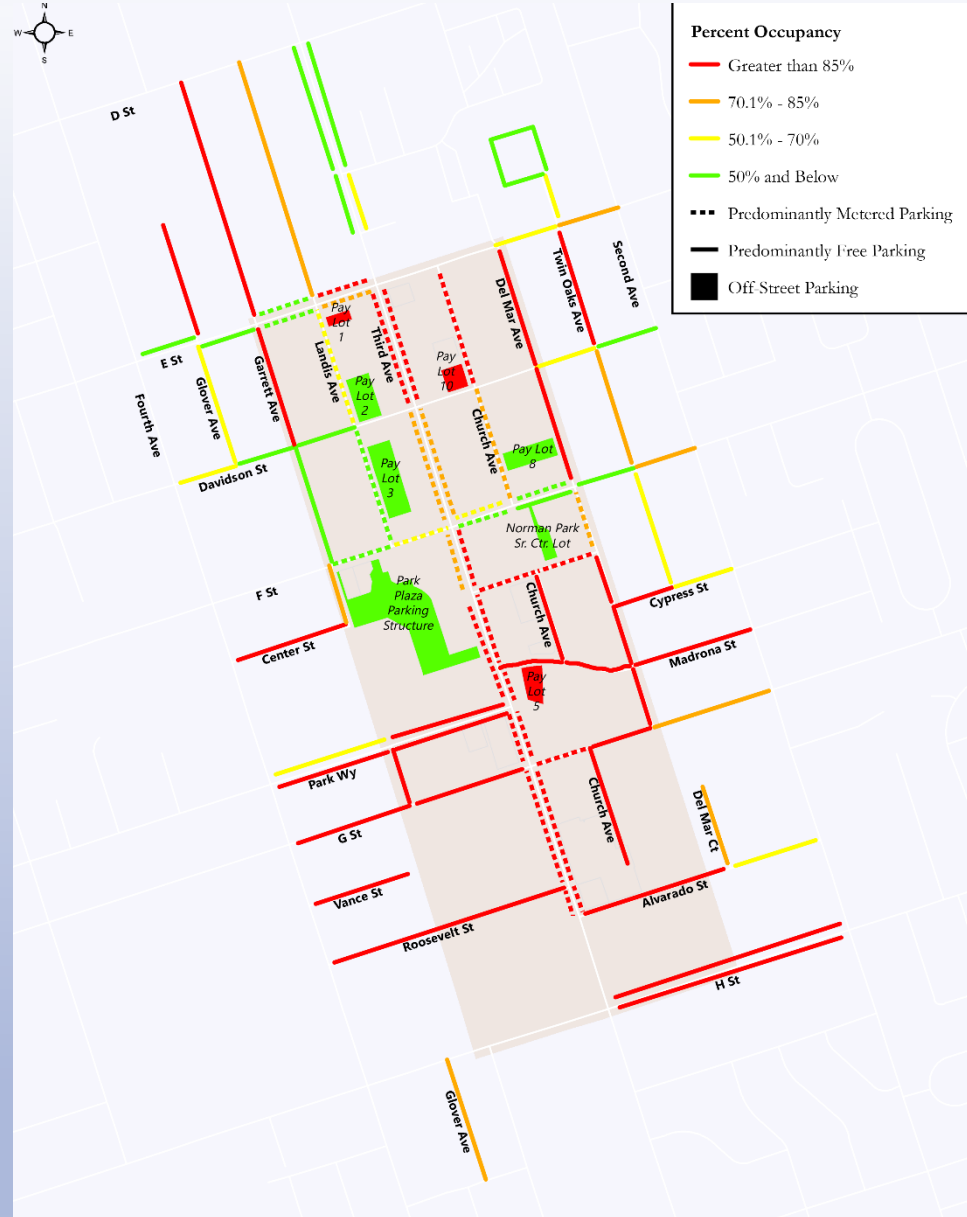 N
W
E
S
Percent Occupancy
Greater than 85%
70.1% - 85%
50.1% - 70%
50% and Below
Predominantly Metered Parking
Predominantly Free Parking
Off-Street Parking
D St
Second Ave
Twin Oaks Ave
Del Mar Ave
Pay
Lot
1
Third Ave
Landis Ave
E St
Garrett Ave
Glover Ave
Fourth Ave
Pay
Lot
2
Pay
Lot
10
Church Ave
Pay Lot
8
Davidson St
Pay
Lot
3
Norman Park
Sr. Ctr. Lot
F St
Park
Plaza
Parking
Structure
Church Ave
Cypress St
Center St
Madrona St
Pay
Lot
5
Park Wy
G St
Church Ave
Del Mar Ct
Vance St
Alvarado St
Roosevelt St
H St
Glover Ave